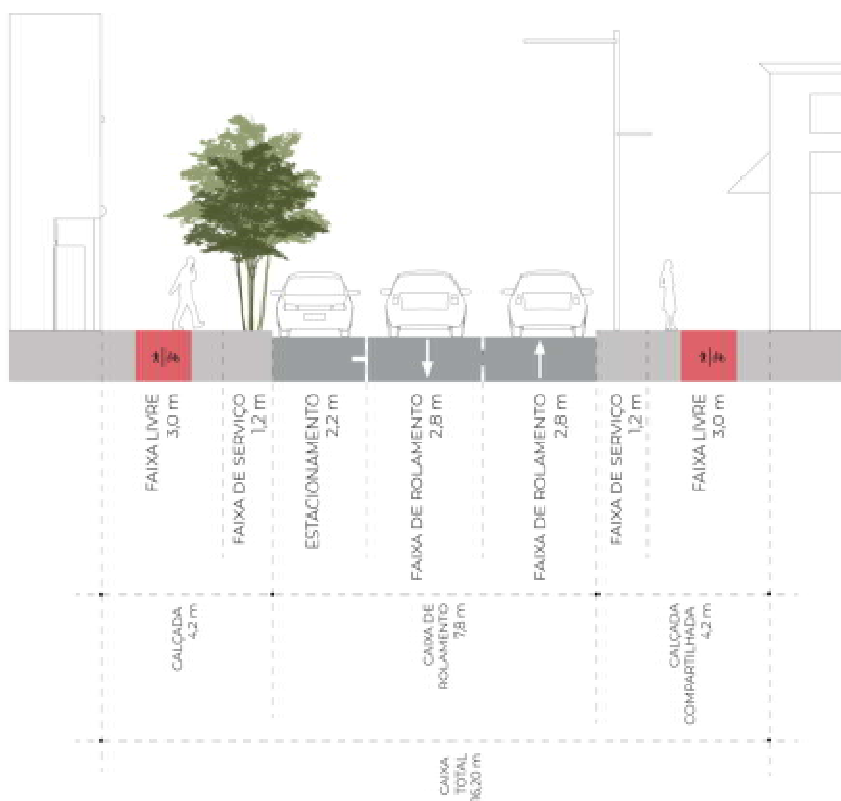 FAIXA LIVRE
3,0 m
FAIXA DE SERVIÇO
1,2 m
ESTACIONAMENTO
2,2 m
FAIXA DE ROLAMENTO
2,8 m
FAIXA DE ROLAMENTO
2,8 m
FAIXA DE SERVIÇO
1,2 m
FAIXA LIVRE
3,0 m
CALÇADA
4,2 m
CAIXA DE
ROLAMENTO
7,8 m
CALÇADA
COMPARTILHADA
4,2 m
CAIXA
TOTAL
16,20 m